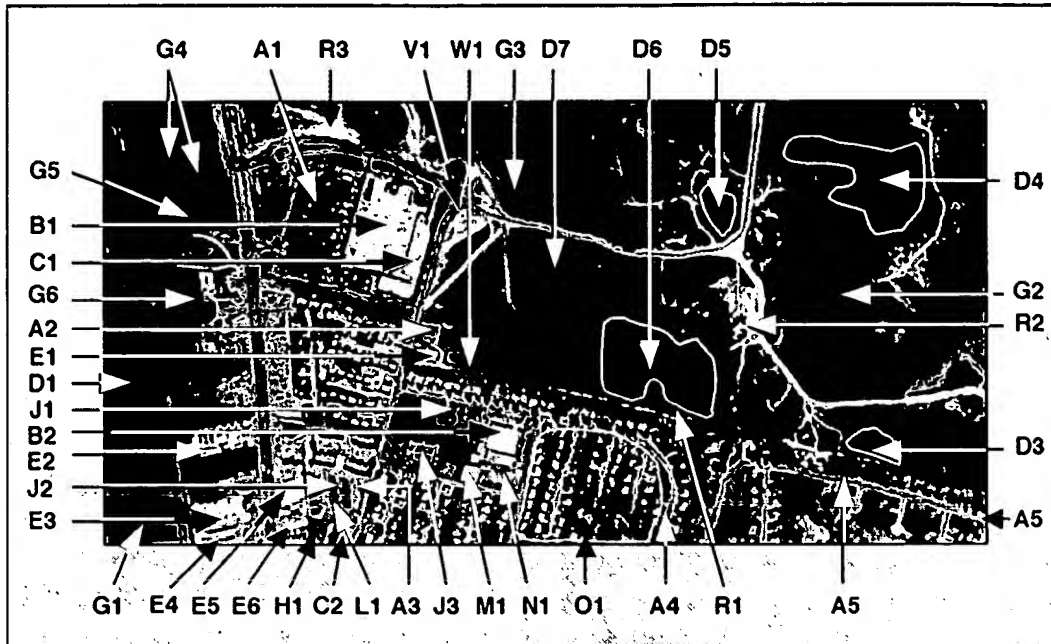 G4 A1 R3 V1 W1 G3 D7 D6 D5
G5
D4
B1
C1
G6
G2
A2
R2
E1
D1
J1
B2
E2
D3
J2
E3
A5
G1 E4 E5 E6 H1 C2 L1 A3 J3 M1 N1 O1 A4 R1 A5